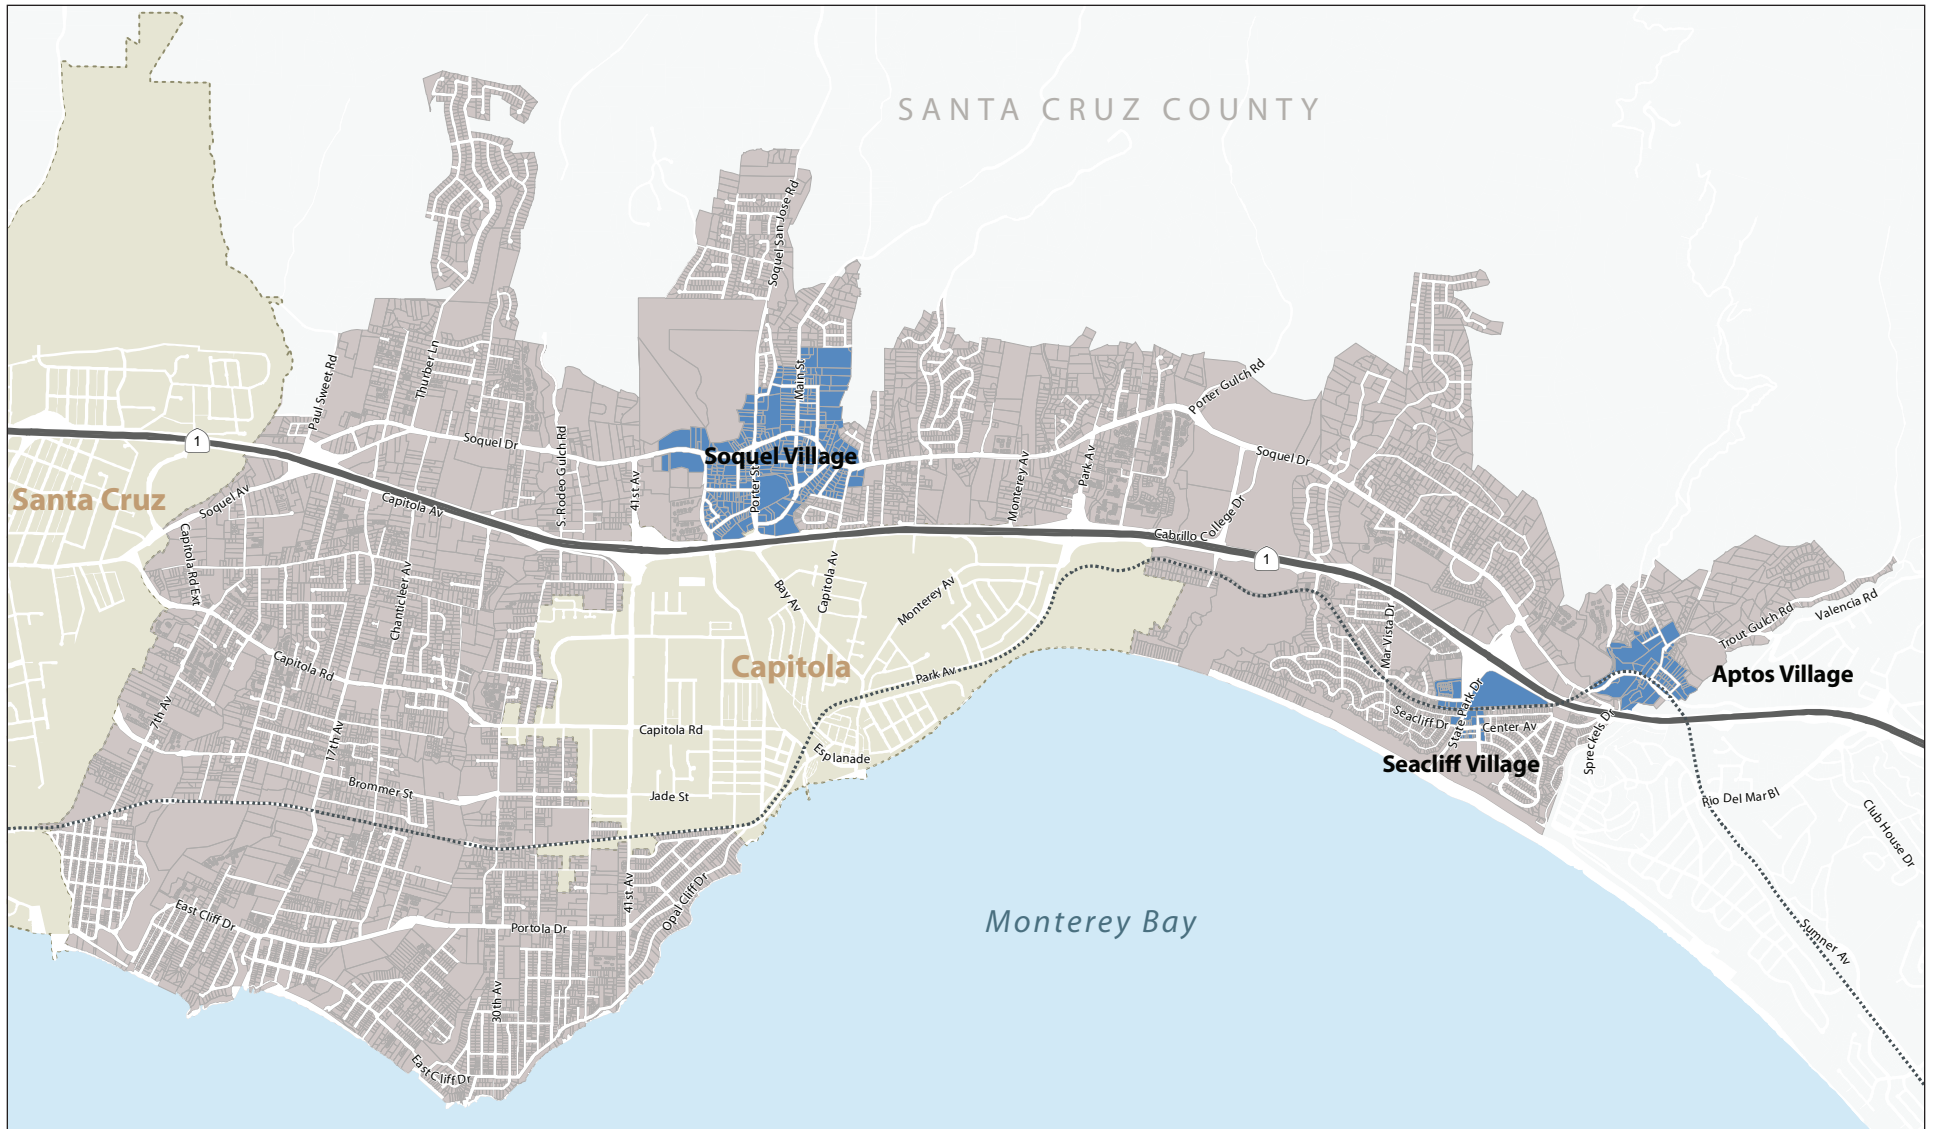 SANTA CRUZ COUNTY
Soquel San Jose Rd
Paul Sweet Rd
Thurber Ln
Main St
Porter Gulch Rd
1
Soquel Dr
S. Rodeo Gulch Rd
41st Av
Soquel Village
Porter St
Monterey Av
Park Av
Soquel Dr
Santa Cruz
Soquel Av
Capitola Av
Cabrillo College Dr
1
Capitola Rd Ext
Chanticleer Av
Bay Av
Capitola Av
Monterey Av
Mar Vista Dr
Trout Gulch Rd
Valencia Rd
Capitola Rd
Capitola
Park Av
Aptos Village
7th Av
17th Av
Capitola Rd
Esplanade
Seacliff Dr
State Park Dr
Center Av
Spreckels Dr
Seacliff Village
Brommer St
Jade St
Rio Del Mar Bl
Club House Dr
41st Av
Opal Cliff Dr
East Cliff Dr
Portola Dr
Monterey Bay
Sumner Av
30th Av
East Cliff Dr